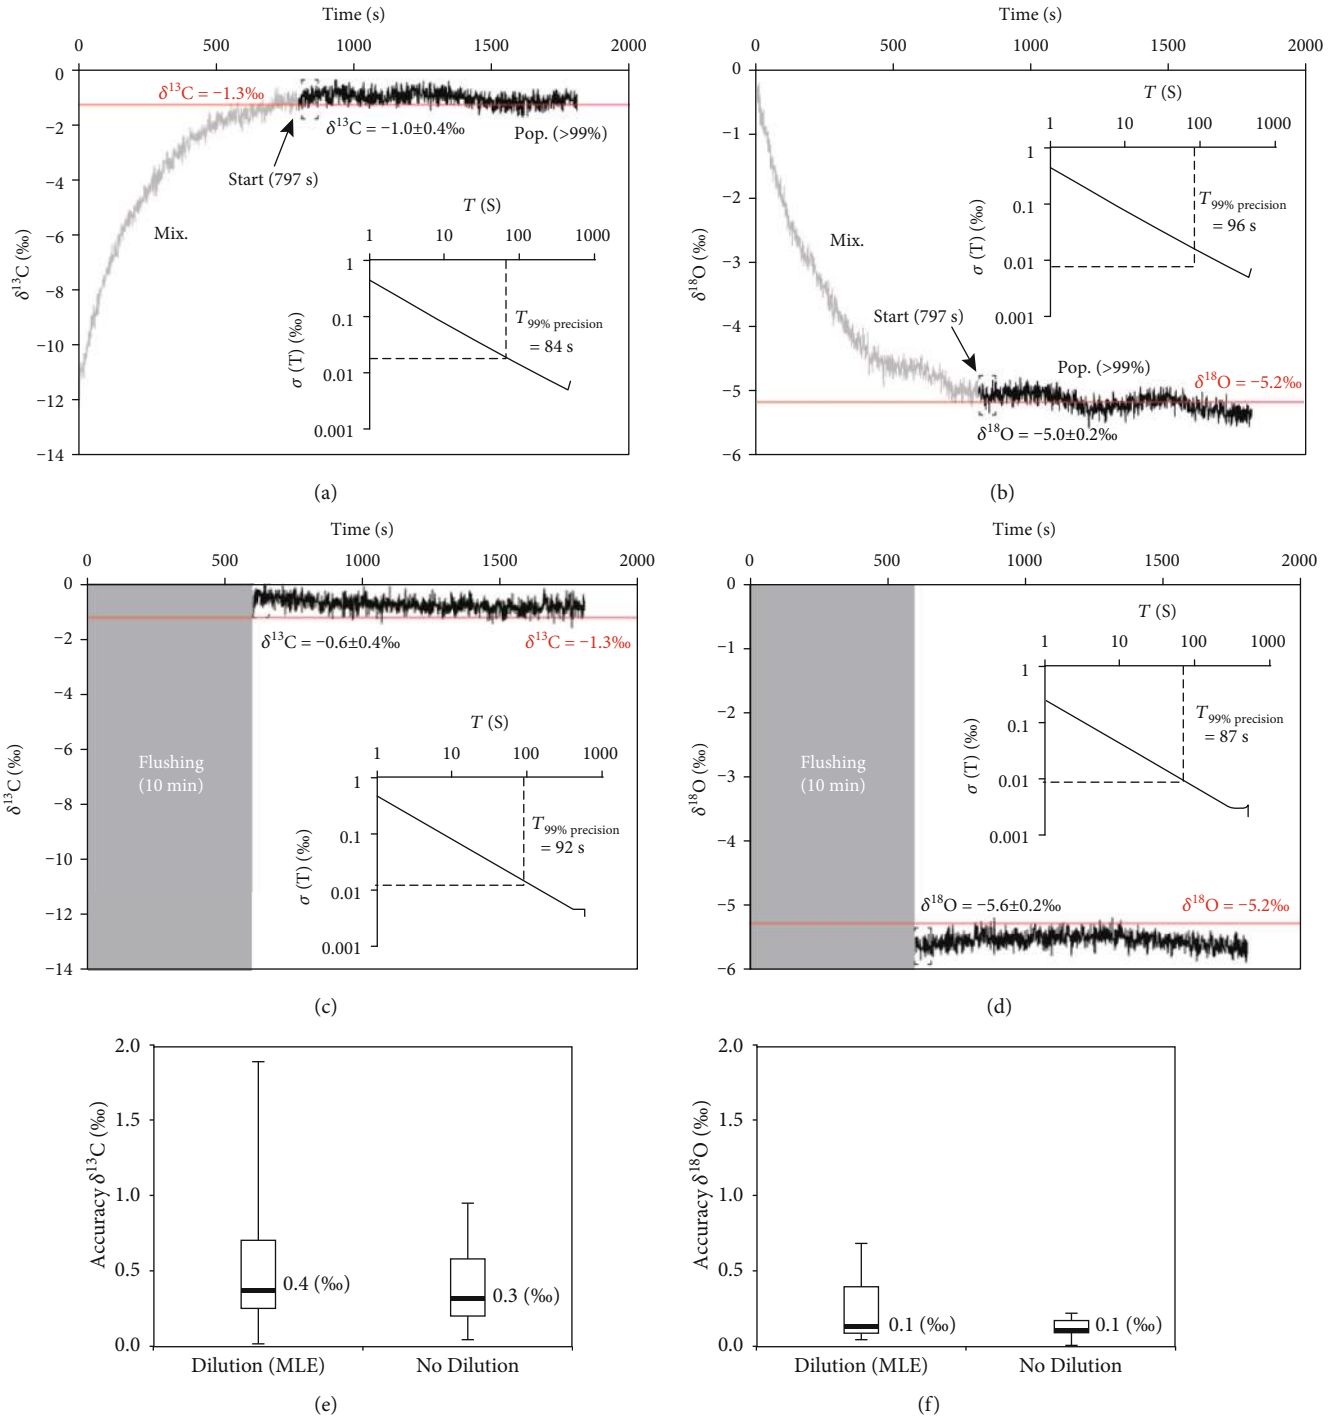 Time (s)
0 500 1000 1500 2000
0
−2
−4
−6
−8
−10
−12
−14
δ¹³C (‰)
δ¹³C = −1.3‰
δ¹³C = −1.0±0.4‰
Pop. (>99%)
Start (797 s)
Mix.
T (S)
1 10 100 1000
1
0.1
0.01
0.001
σ (T) (‰)
T99% precision
= 84 s
(a)
Time (s)
0 500 1000 1500 2000
0
−1
−2
−3
−4
−5
−6
δ¹⁸O (‰)
T (S)
1 10 100 1000
1
0.1
0.01
0.001
σ (T) (‰)
T99% precision
= 96 s
Mix.
Start (797 s)
Pop. (>99%)
δ¹⁸O = −5.2‰
δ¹⁸O = −5.0±0.2‰
(b)
Time (s)
0 500 1000 1500 2000
0
−2
−4
−6
−8
−10
−12
−14
δ¹³C (‰)
δ¹³C = −0.6±0.4‰
δ¹³C = −1.3‰
Flushing
(10 min)
T (S)
1 10 100 1000
1
0.1
0.01
0.001
σ (T) (‰)
T99% precision
= 92 s
(c)
Time (s)
0 500 1000 1500 2000
0
−1
−2
−3
−4
−5
−6
δ¹⁸O (‰)
T (S)
1 10 100 1000
1
0.1
0.01
0.001
σ (T) (‰)
T99% precision
= 87 s
Flushing
(10 min)
δ¹⁸O = −5.6±0.2‰
δ¹⁸O = −5.2‰
(d)
2.0
1.5
1.0
0.5
0.0
Accuracy δ¹³C (‰)
0.4 (‰)
0.3 (‰)
Dilution (MLE) No Dilution
(e)
2.0
1.5
1.0
0.5
0.0
Accuracy δ¹⁸O (‰)
0.1 (‰)
0.1 (‰)
Dilution (MLE) No Dilution
(f)